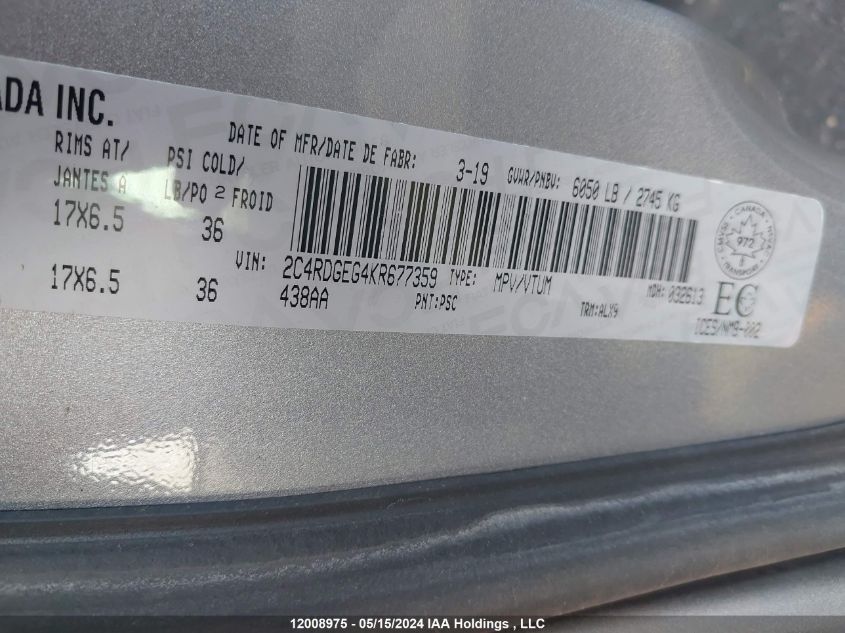 ADA INC.
DATE OF MFR/DATE DE FABR: 3-19 GVWR/PNBV: 6050 LB / 2745 KG
RIMS AT/ PSI COLD/
JANTES A LB/PO 2 FROID
17X6.5 36
17X6.5 36
VIN: 2C4RDGEG4KR677359 TYPE: MPV/VTUM MDH: 032613
438AA PNT:PSC TRM:ALX9
CANADA
972
EC
ICES/NMB-002
12008975 - 05/15/2024 IAA Holdings , LLC